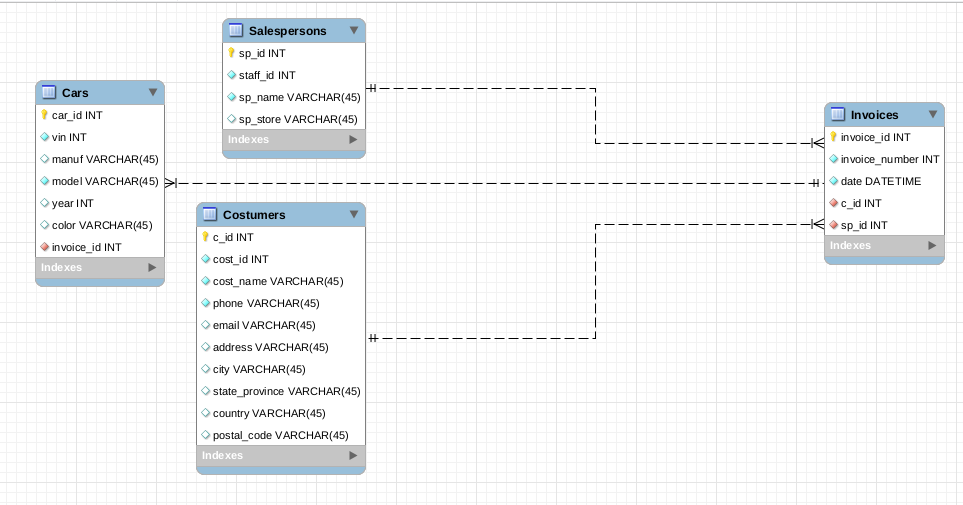 Salespersons
sp_id INT
staff_id INT
sp_name VARCHAR(45)
sp_store VARCHAR(45)
Indexes
Cars
car_id INT
vin INT
manuf VARCHAR(45)
model VARCHAR(45)
year INT
color VARCHAR(45)
invoice_id INT
Indexes
Costumers
c_id INT
cost_id INT
cost_name VARCHAR(45)
phone VARCHAR(45)
email VARCHAR(45)
address VARCHAR(45)
city VARCHAR(45)
state_province VARCHAR(45)
country VARCHAR(45)
postal_code VARCHAR(45)
Indexes
Invoices
invoice_id INT
invoice_number INT
date DATETIME
c_id INT
sp_id INT
Indexes